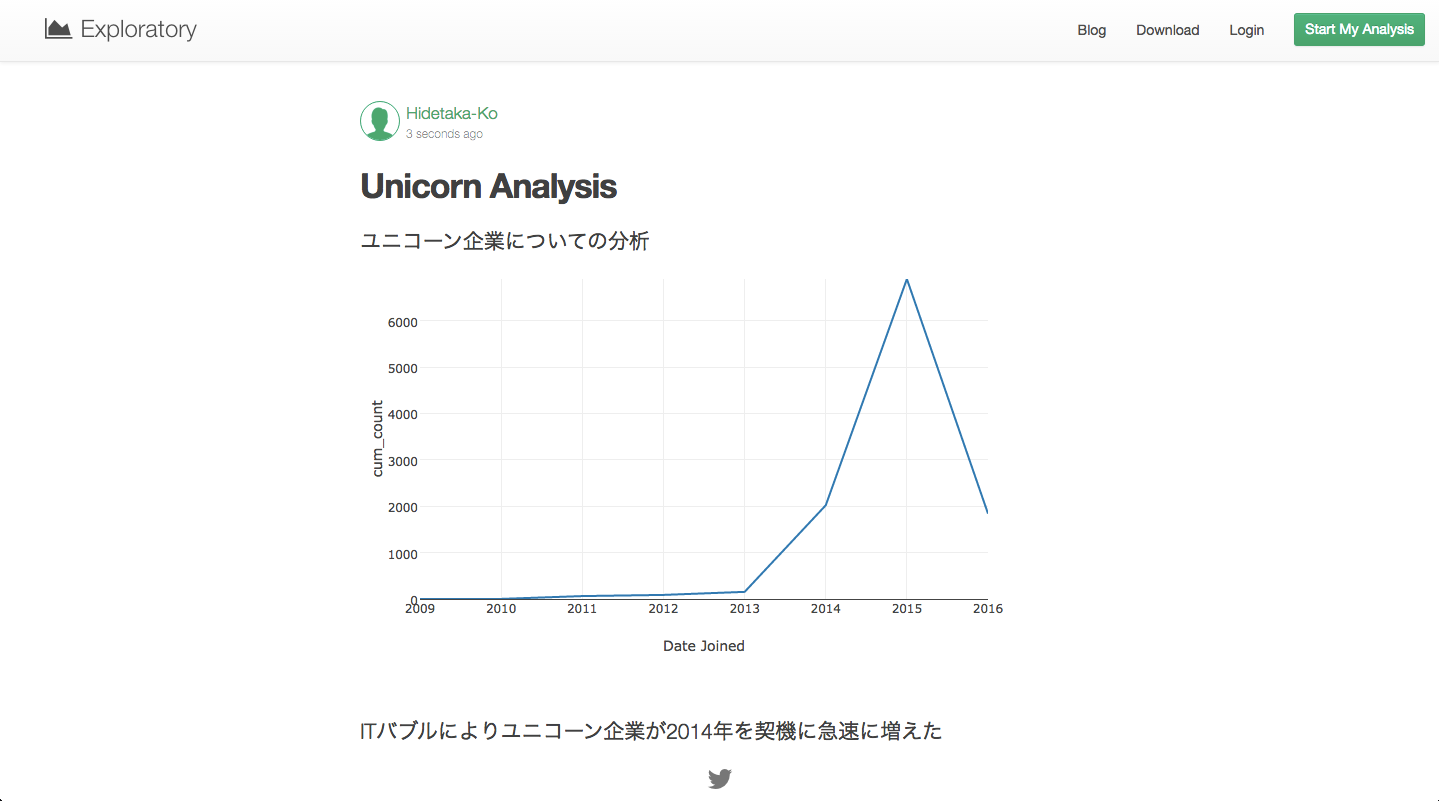 Exploratory
Blog
Download
Login
Start My Analysis
Hidetaka-Ko
3 seconds ago
Unicorn Analysis
ユニコーン企業についての分析
6000
5000
4000
3000
2000
1000
0
cum_count
2009
2010
2011
2012
2013
2014
2015
2016
Date Joined
ITバブルによりユニコーン企業が2014年を契機に急速に増えた